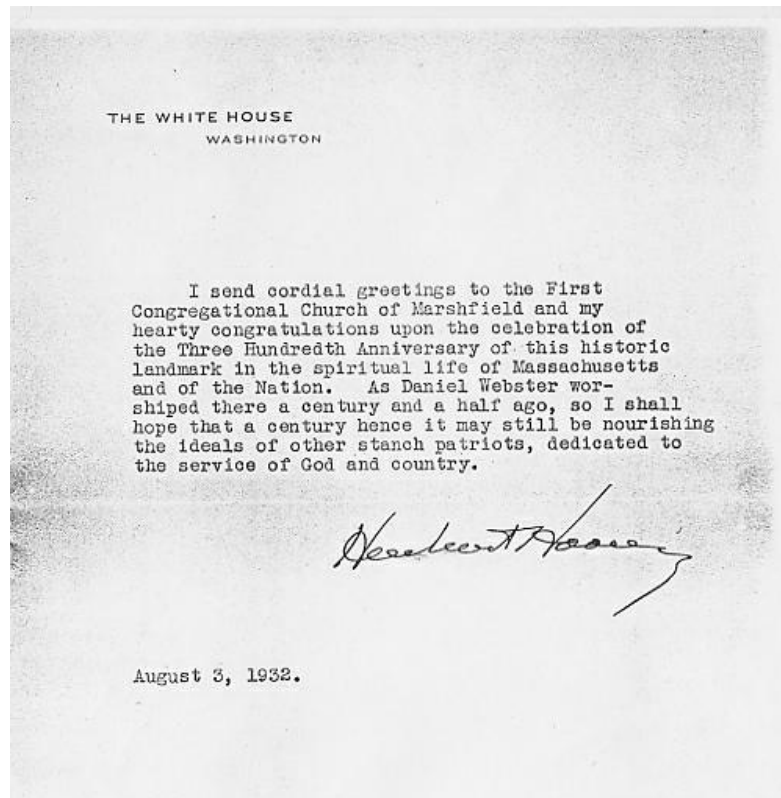 THE WHITE HOUSE
WASHINGTON
I send cordial greetings to the First
Congregational Church of Marshfield and my
hearty congratulations upon the celebration of
the Three Hundredth Anniversary of this historic
landmark in the spiritual life of Massachusetts
and of the Nation. As Daniel Webster wor-
shiped there a century and a half ago, so I shall
hope that a century hence it may still be nourishing
the ideals of other stanch patriots, dedicated to
the service of God and country.
Herbert Hoover
August 3, 1932.